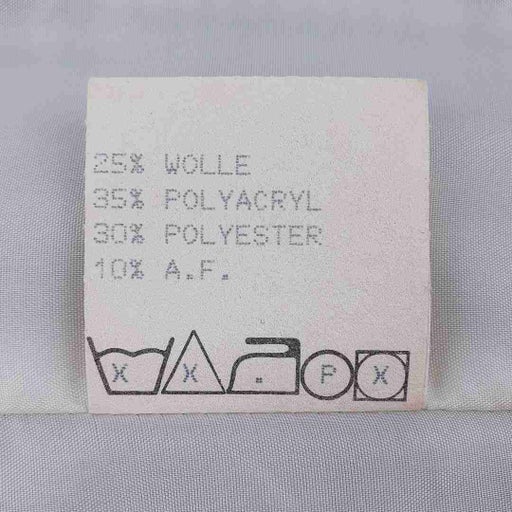 25% WOLLE
35% POLYACRYL
30% POLYESTER
10% A.F.
X X . P X